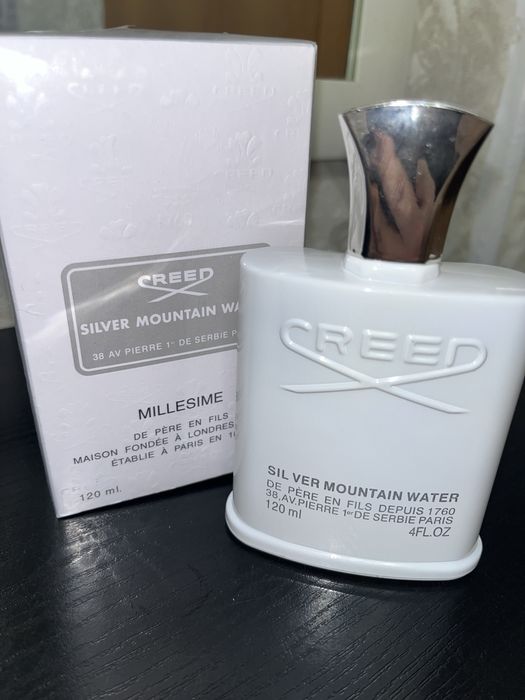 CREED
SILVER MOUNTAIN WA
38 AV PIERRE 1er DE SERBIE P
MILLESIME
DE PÈRE EN FILS
MAISON FONDÉE À LONDRES
ÉTABLIE À PARIS EN 1
120 ml.
CREED
SIL VER MOUNTAIN WATER
DE PÈRE EN FILS DEPUIS 1760
38.AV.PIERRE 1er DE SERBIE PARIS
120 ml
4FL.OZ